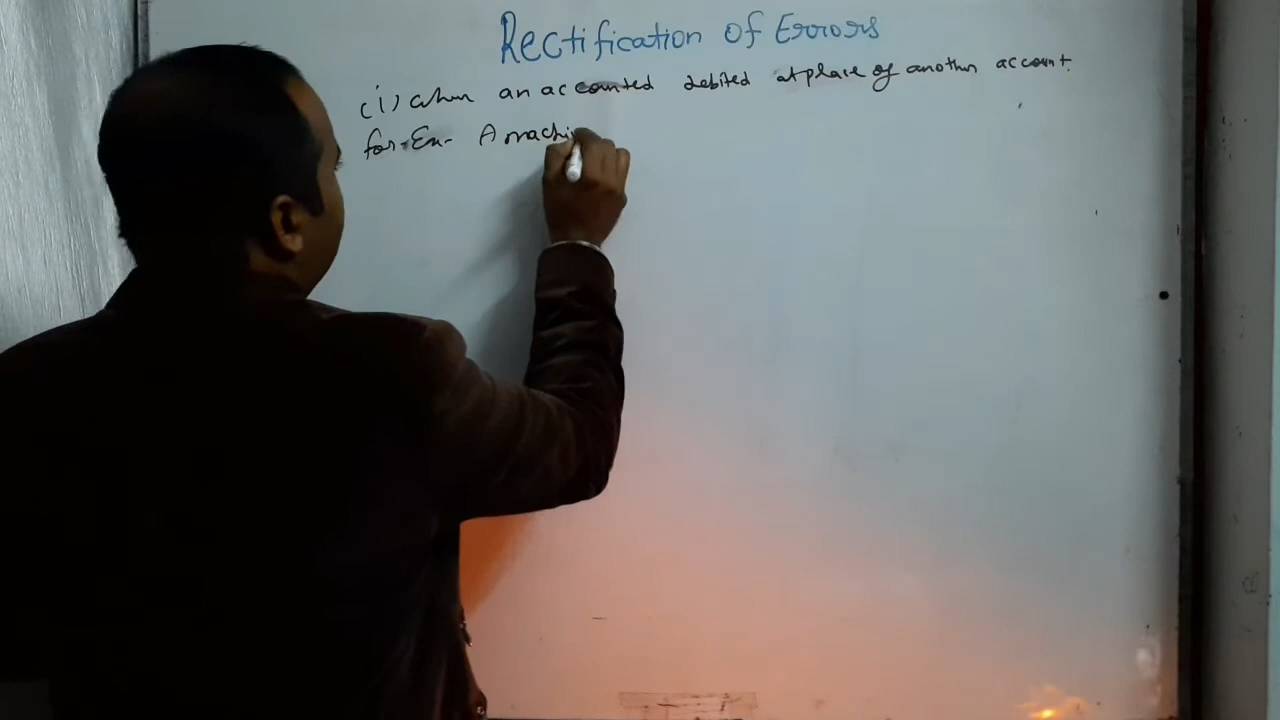 Rectification of Errors
(i) When an accounted debited at place of another account.
for-Ex- A machi